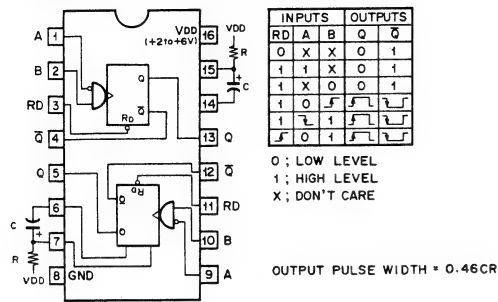 A 1
B 2
RD 3
Q̅ 4
Q 5
6
7
8 GND
C
+
R
VDD
VDD
(+2 to +6V)
16
15
14
13 Q
12 Q̅
11 RD
10 B
9 A
VDD
R
+
C
Q
Q̅
RD
RD
Q̅
Q
INPUTS OUTPUTS
RD A B Q Q̅
0 X X 0 1
1 1 X 0 1
1 X 0 0 1
1 0
1 1
0 1
0 ; LOW LEVEL
1 ; HIGH LEVEL
X ; DON'T CARE
OUTPUT PULSE WIDTH = 0.46CR